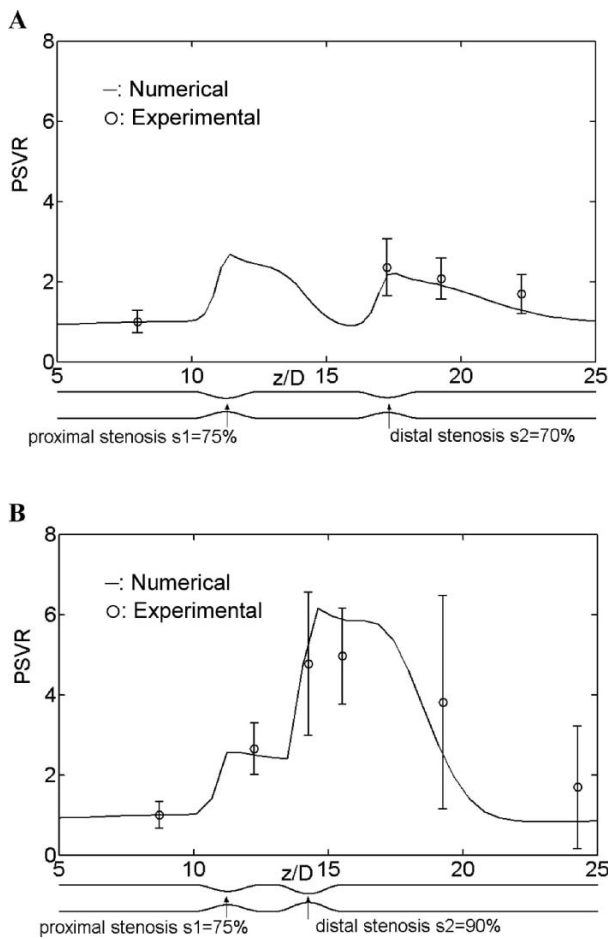 A
8
–: Numerical
o: Experimental
6
PSVR
4
2
0
5 10 z/D 15 20 25
proximal stenosis s1=75% distal stenosis s2=70%
B
8
—: Numerical
o: Experimental
6
PSVR
4
2
0
5 10 z/D 15 20 25
proximal stenosis s1=75% distal stenosis s2=90%